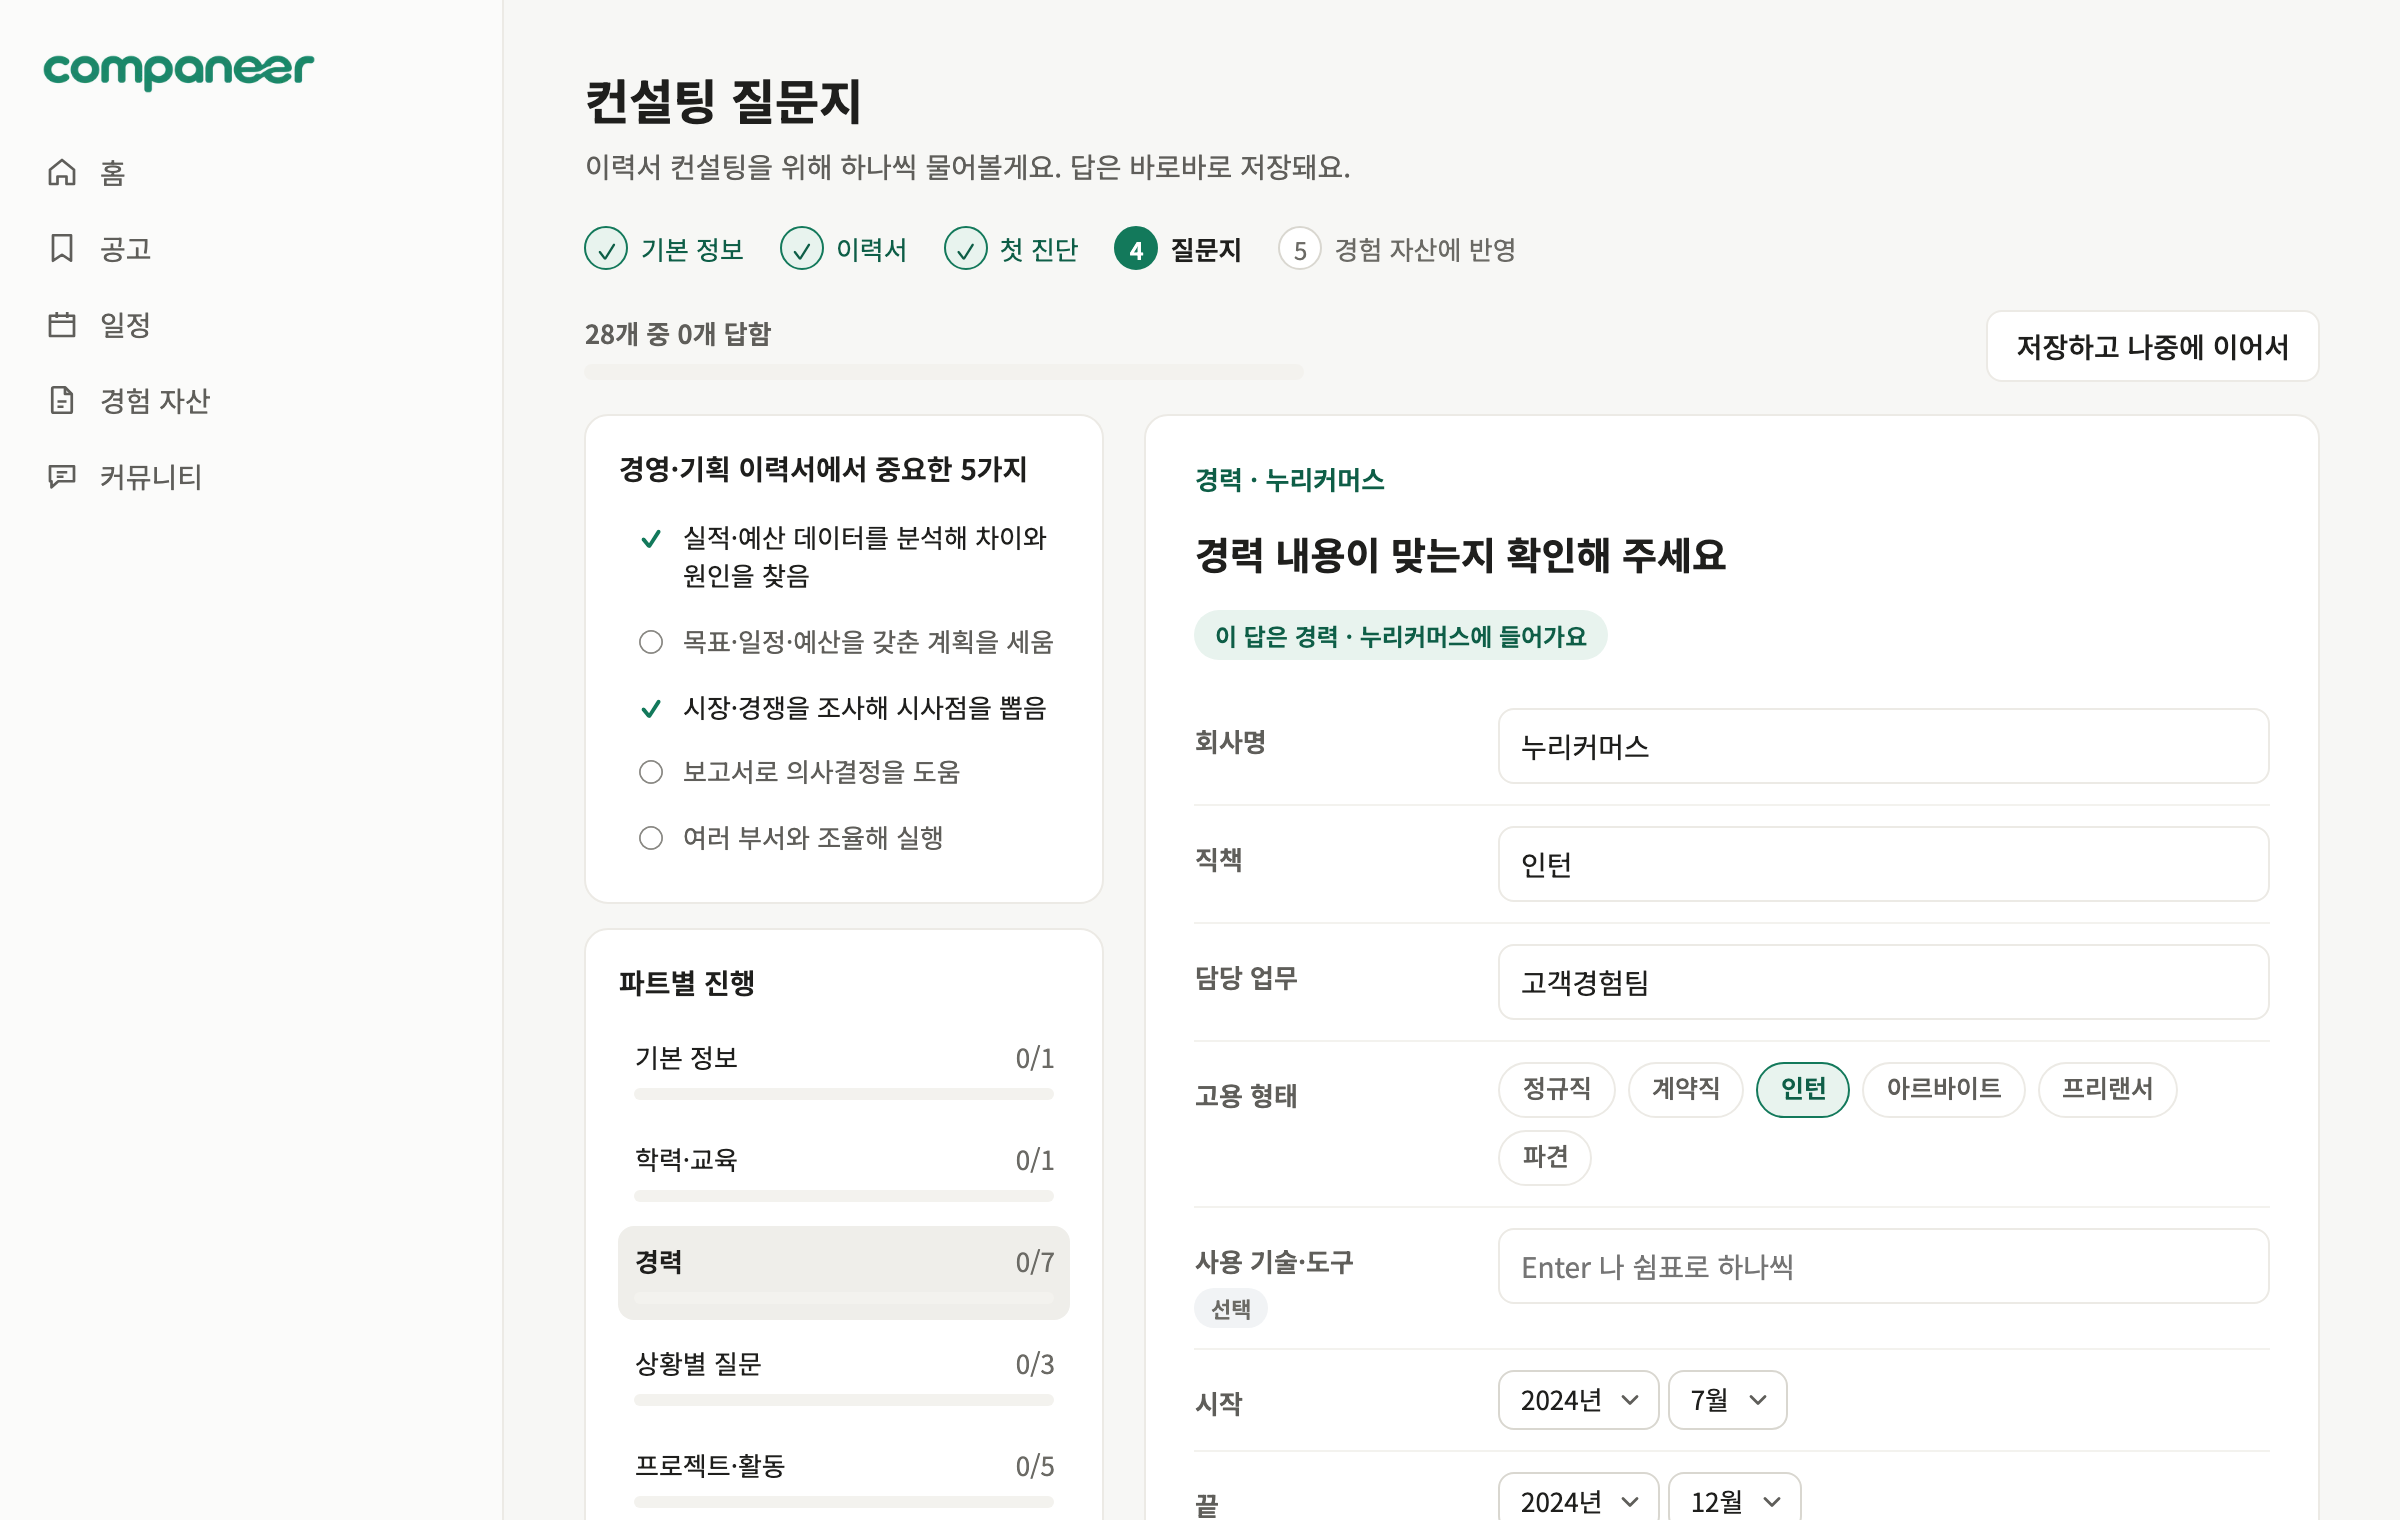 companeer
홈
공고
일정
경험 자산
커뮤니티
컨설팅 질문지
이력서 컨설팅을 위해 하나씩 물어볼게요. 답은 바로바로 저장돼요.
기본 정보
이력서
첫 진단
4 질문지
5 경험 자산에 반영
28개 중 0개 답함
저장하고 나중에 이어서
경영·기획 이력서에서 중요한 5가지
실적·예산 데이터를 분석해 차이와
원인을 찾음
목표·일정·예산을 갖춘 계획을 세움
시장·경쟁을 조사해 시사점을 뽑음
보고서로 의사결정을 도움
여러 부서와 조율해 실행
파트별 진행
기본 정보 0/1
학력·교육 0/1
경력 0/7
상황별 질문 0/3
프로젝트·활동 0/5
경력 · 누리커머스
경력 내용이 맞는지 확인해 주세요
이 답은 경력 · 누리커머스에 들어가요
회사명
누리커머스
직책
인턴
담당 업무
고객경험팀
고용 형태
정규직 계약직 인턴 아르바이트 프리랜서
파견
사용 기술·도구
선택
Enter 나 쉼표로 하나씩
시작
2024년 7월
끝
2024년 12월